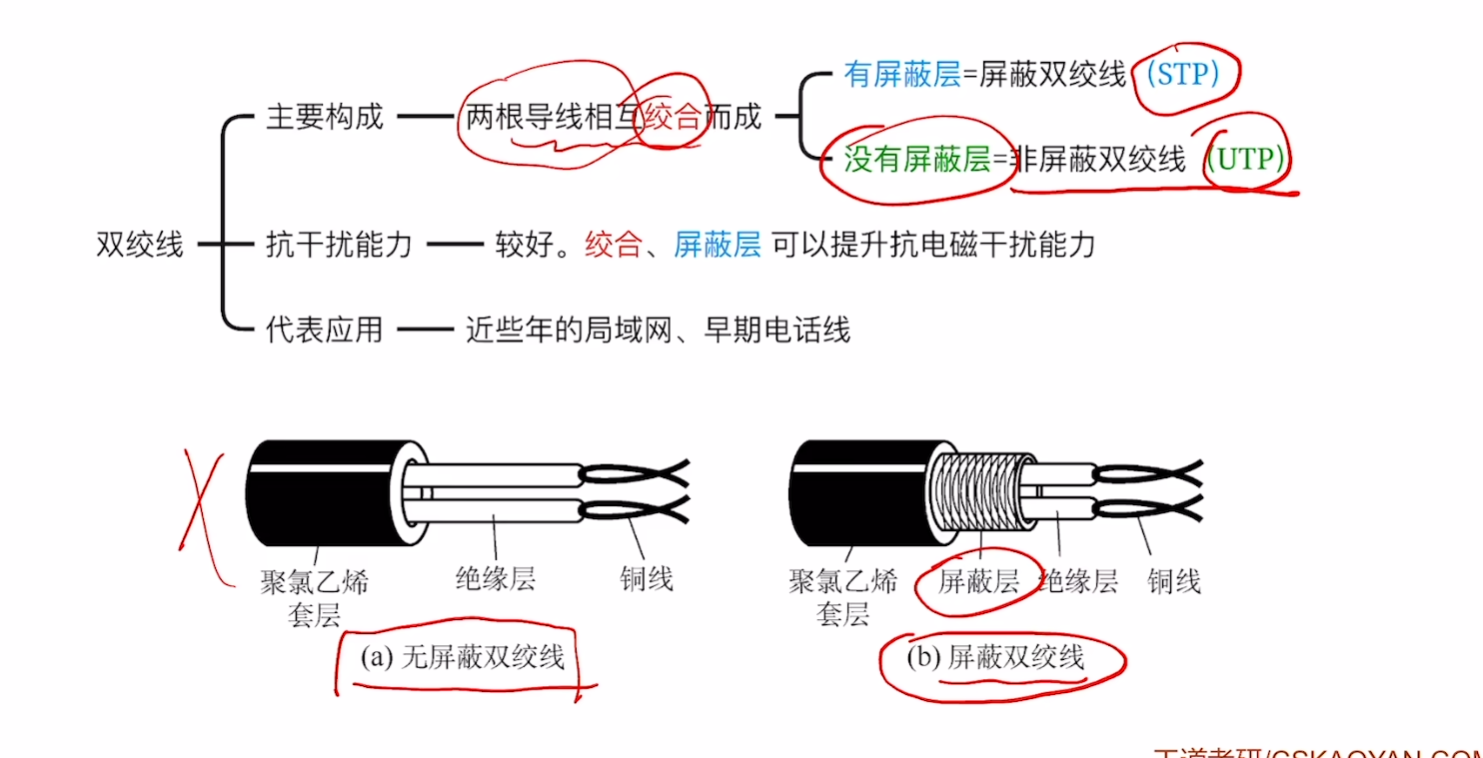 有屏蔽层=屏蔽双绞线 (STP)
主要构成 两根导线相互绞合而成
没有屏蔽层=非屏蔽双绞线 (UTP)
双绞线 抗干扰能力 较好。绞合、屏蔽层 可以提升抗电磁干扰能力
代表应用 近些年的局域网、早期电话线
聚氯乙烯
套层
绝缘层
铜线
(a) 无屏蔽双绞线
聚氯乙烯
套层
屏蔽层
绝缘层
铜线
(b) 屏蔽双绞线
王道考研/CSKAOYAN.COM